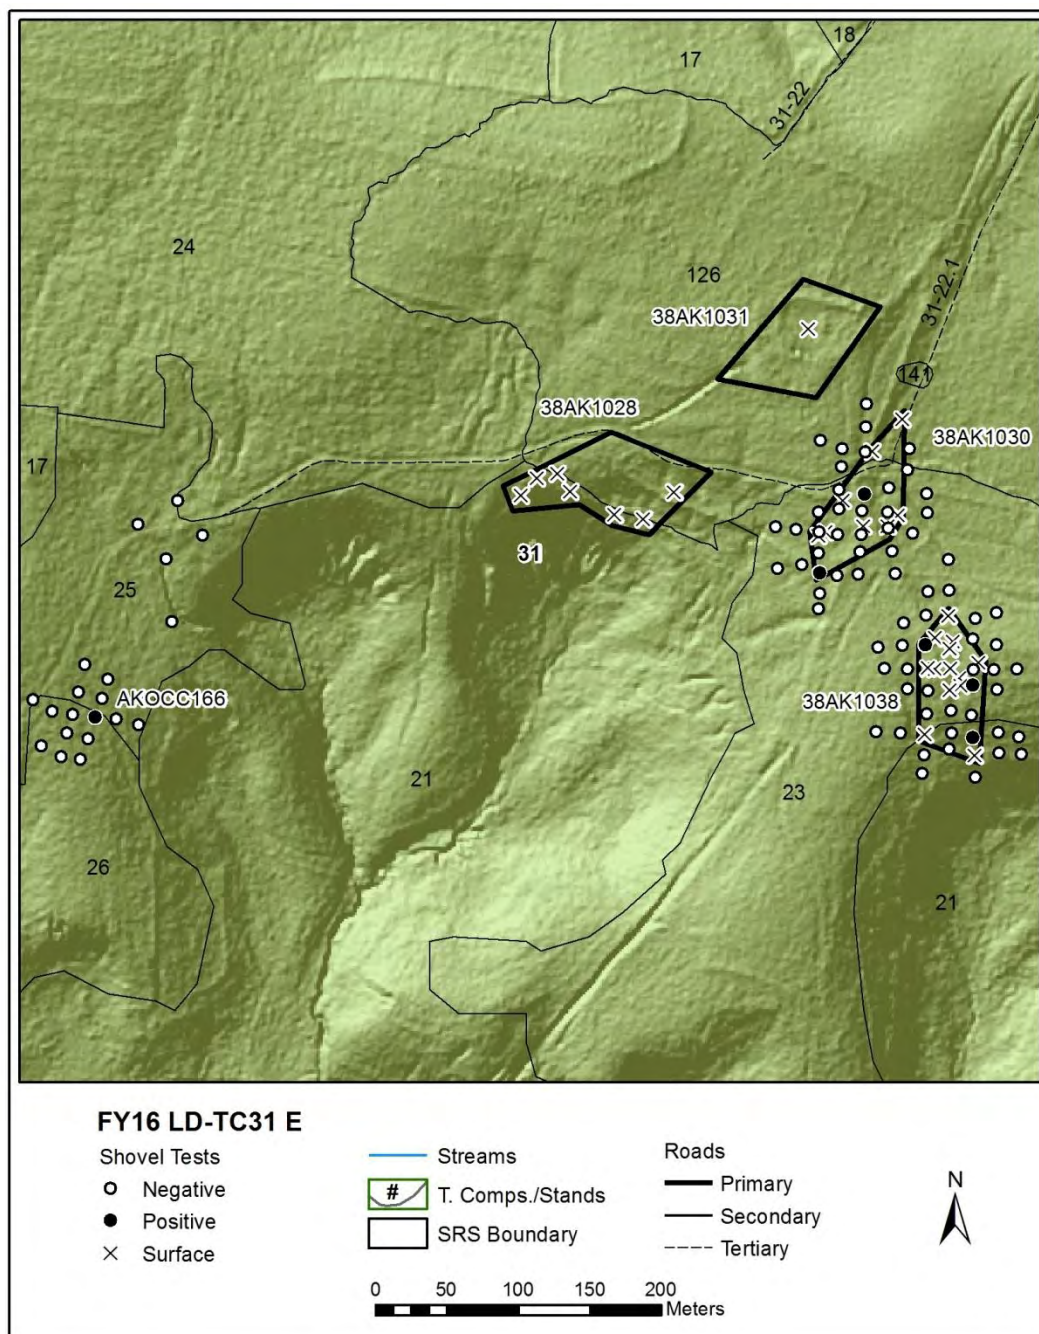 18
17
31-22
24
126
31-22.1
38AK1031
141
38AK1028
38AK1030
17
31
25
AKOCC166
38AK1038
21
23
26
21
FY16 LD-TC31 E
Shovel Tests
Negative
Positive
Surface
Streams
# T. Comps./Stands
SRS Boundary
Roads
Primary
Secondary
Tertiary
N
0 50 100 150 200
Meters